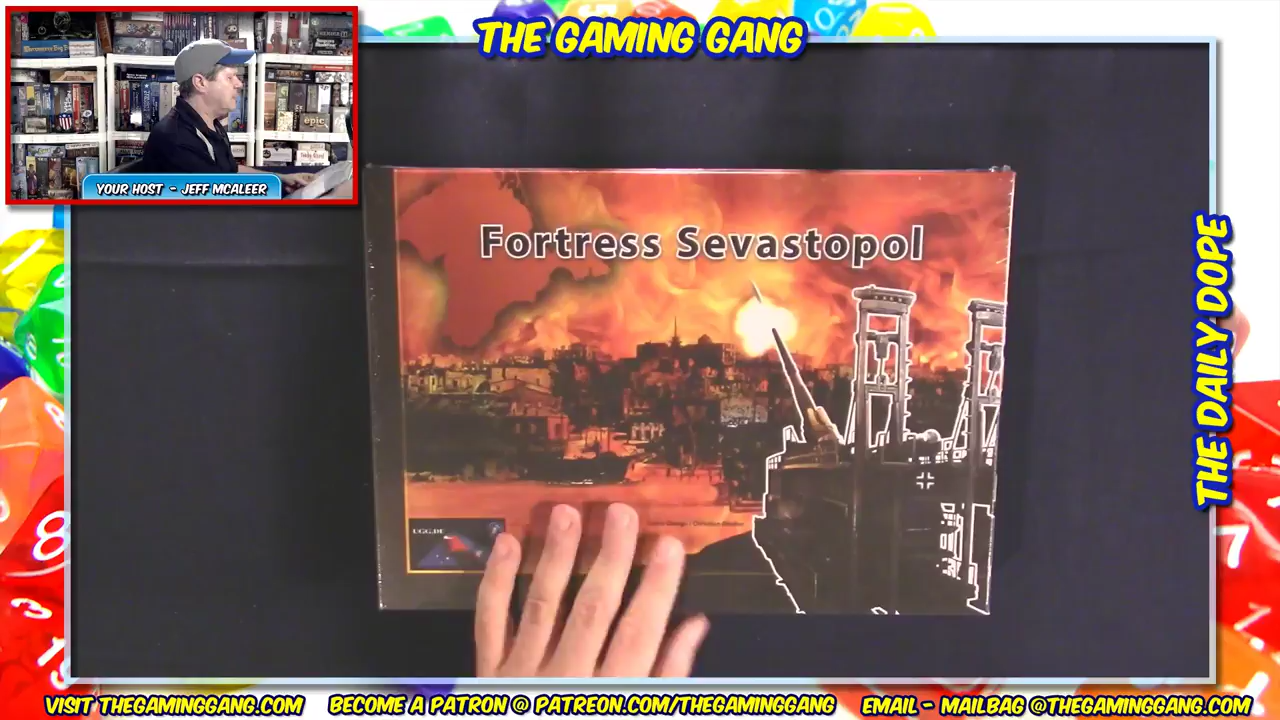 THE GAMING GANG
YOUR HOST - JEFF MCALEER
epic
Fortress Sevastopol
UGG.DE
THE DAILY DOPE
VISIT THEGAMINGGANG.COM
BECOME A PATRON @ PATREON.COM/THEGAMINGGANG
EMAIL - MAILBAG @THEGAMINGGANG.COM